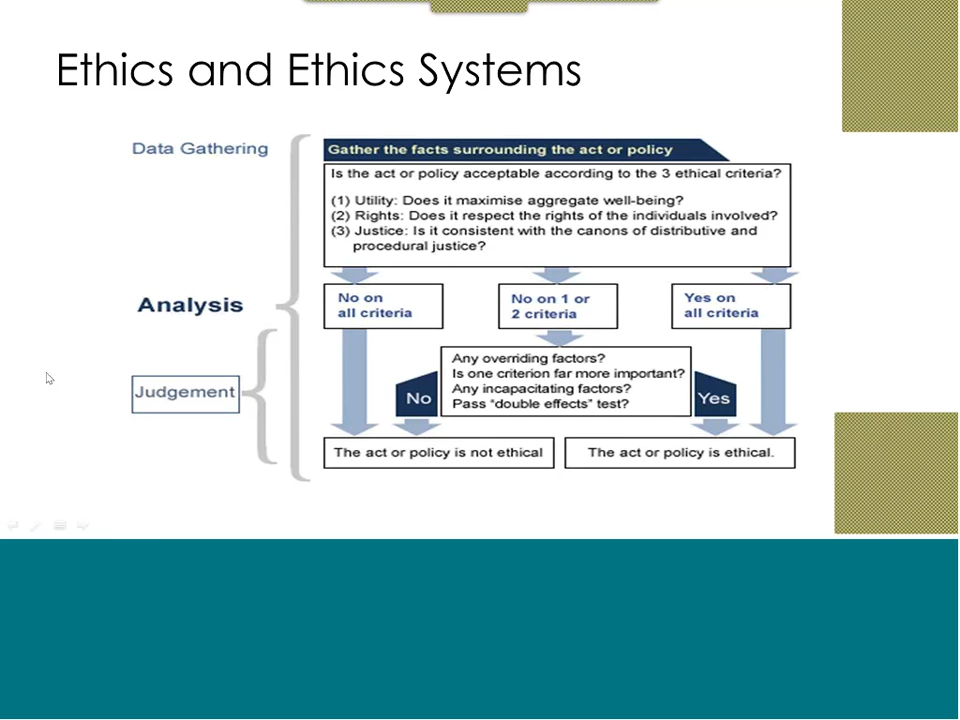 Ethics and Ethics Systems
Data Gathering
Gather the facts surrounding the act or policy
Is the act or policy acceptable according to the 3 ethical criteria?
(1) Utility: Does it maximise aggregate well-being?
(2) Rights: Does it respect the rights of the individuals involved?
(3) Justice: Is it consistent with the canons of distributive and
procedural justice?
Analysis
No on
all criteria
No on 1 or
2 criteria
Yes on
all criteria
Judgement
Any overriding factors?
Is one criterion far more important?
Any incapacitating factors?
Pass “double effects” test?
No
Yes
The act or policy is not ethical
The act or policy is ethical.